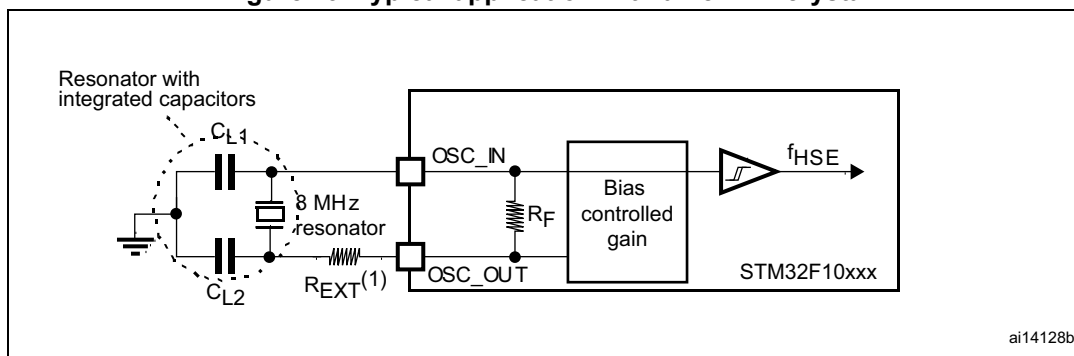 Resonator with
integrated capacitors
CL1
OSC_IN
fHSE
8 MHz
resonator
RF
Bias
controlled
gain
REXT(1)
OSC_OUT
STM32F10xxx
CL2
ai14128b